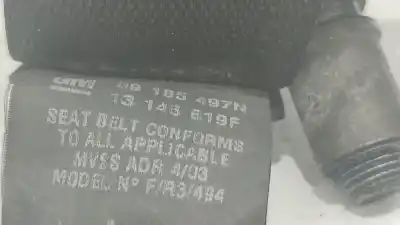 09 185 497N
13 146 619F
SEAT BELT CONFORMS
TO ALL APPLICABLE
MVSS ADR 4/03
MODEL Nº F/R3/494